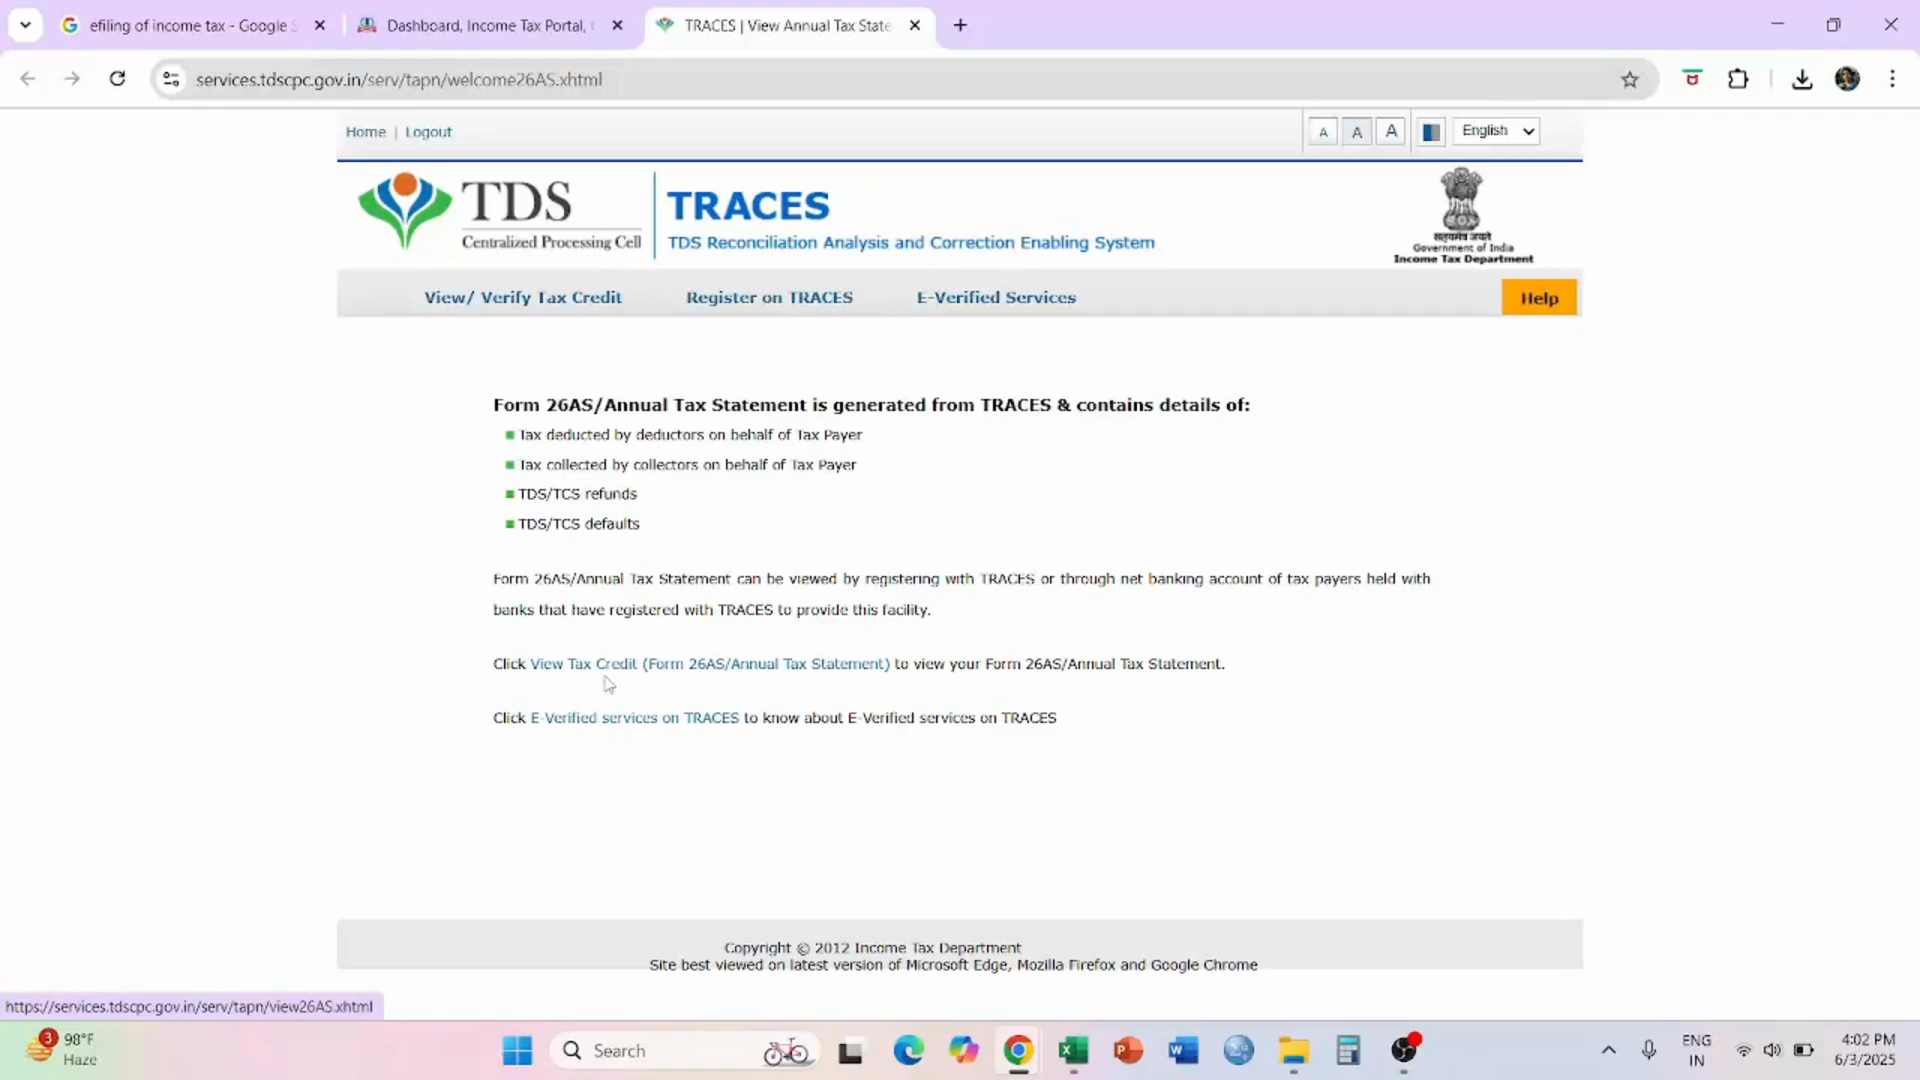 efiling of income tax - Google S
Dashboard, Income Tax Portal,
TRACES | View Annual Tax State
services.tdscpc.gov.in/serv/tapn/welcome26AS.xhtml
Home | Logout
A A A English
TDS
Centralized Processing Cell
TRACES
TDS Reconciliation Analysis and Correction Enabling System
सत्यमेव जयते
Government of India
Income Tax Department
View/ Verify Tax Credit Register on TRACES E-Verified Services Help
Form 26AS/Annual Tax Statement is generated from TRACES & contains details of:
Tax deducted by deductors on behalf of Tax Payer
Tax collected by collectors on behalf of Tax Payer
TDS/TCS refunds
TDS/TCS defaults
Form 26AS/Annual Tax Statement can be viewed by registering with TRACES or through net banking account of tax payers held with
banks that have registered with TRACES to provide this facility.
Click View Tax Credit (Form 26AS/Annual Tax Statement) to view your Form 26AS/Annual Tax Statement.
Click E-Verified services on TRACES to know about E-Verified services on TRACES
Copyright © 2012 Income Tax Department
Site best viewed on latest version of Microsoft Edge, Mozilla Firefox and Google Chrome
https://services.tdscpc.gov.in/serv/tapn/view26AS.xhtml
3 98°F
Haze
Search
ENG
IN
4:02 PM
6/3/2025